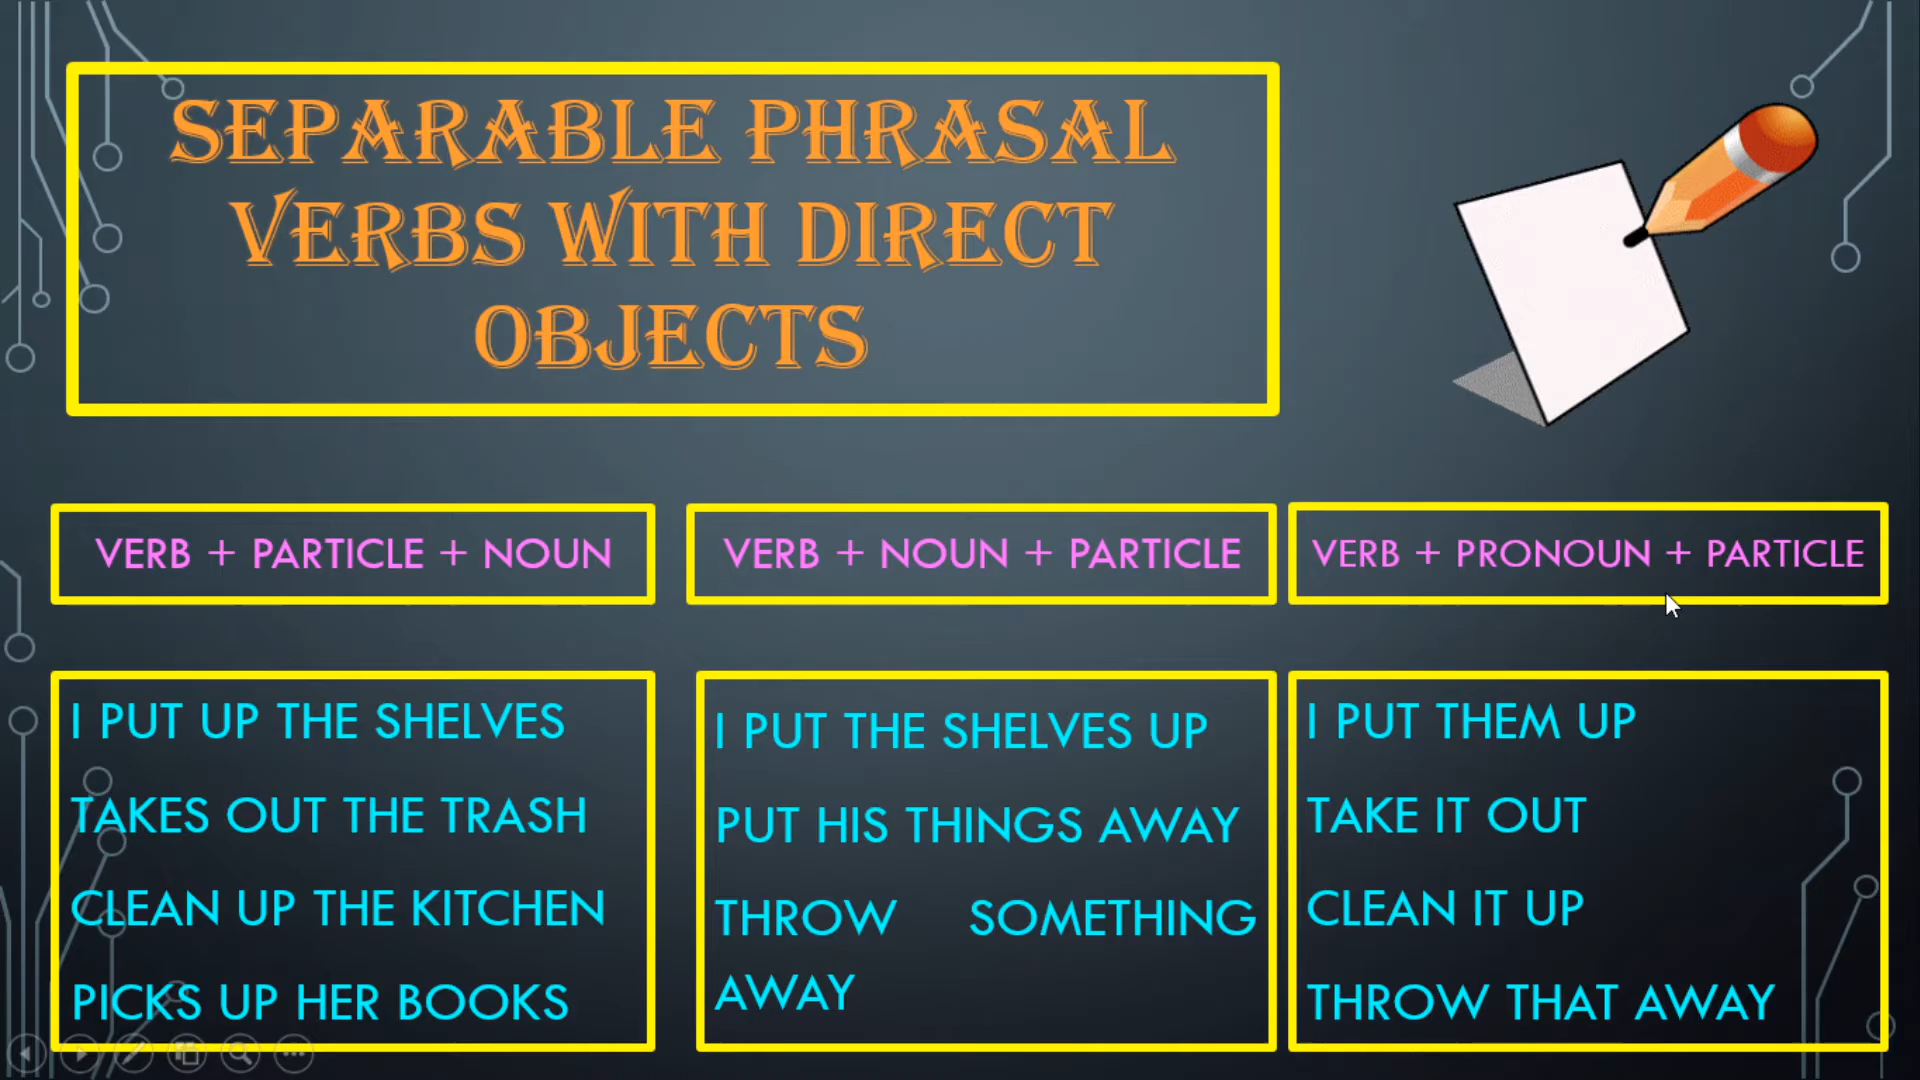 SEPARABLE PHRASAL
VERBS WITH DIRECT
OBJECTS
VERB + PARTICLE + NOUN
VERB + NOUN + PARTICLE
VERB + PRONOUN + PARTICLE
I PUT UP THE SHELVES
TAKES OUT THE TRASH
CLEAN UP THE KITCHEN
PICKS UP HER BOOKS
I PUT THE SHELVES UP
PUT HIS THINGS AWAY
THROW SOMETHING
AWAY
I PUT THEM UP
TAKE IT OUT
CLEAN IT UP
THROW THAT AWAY